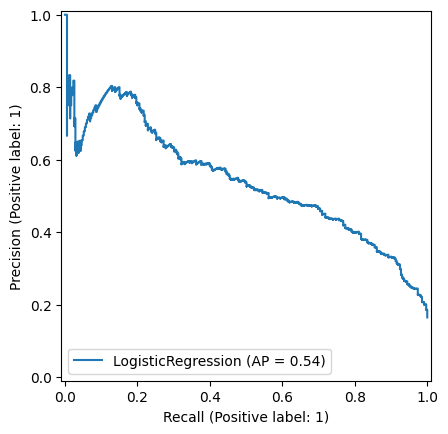 1.0
0.8
0.6
0.4
0.2
0.0
Precision (Positive label: 1)
LogisticRegression (AP = 0.54)
0.0 0.2 0.4 0.6 0.8 1.0
Recall (Positive label: 1)